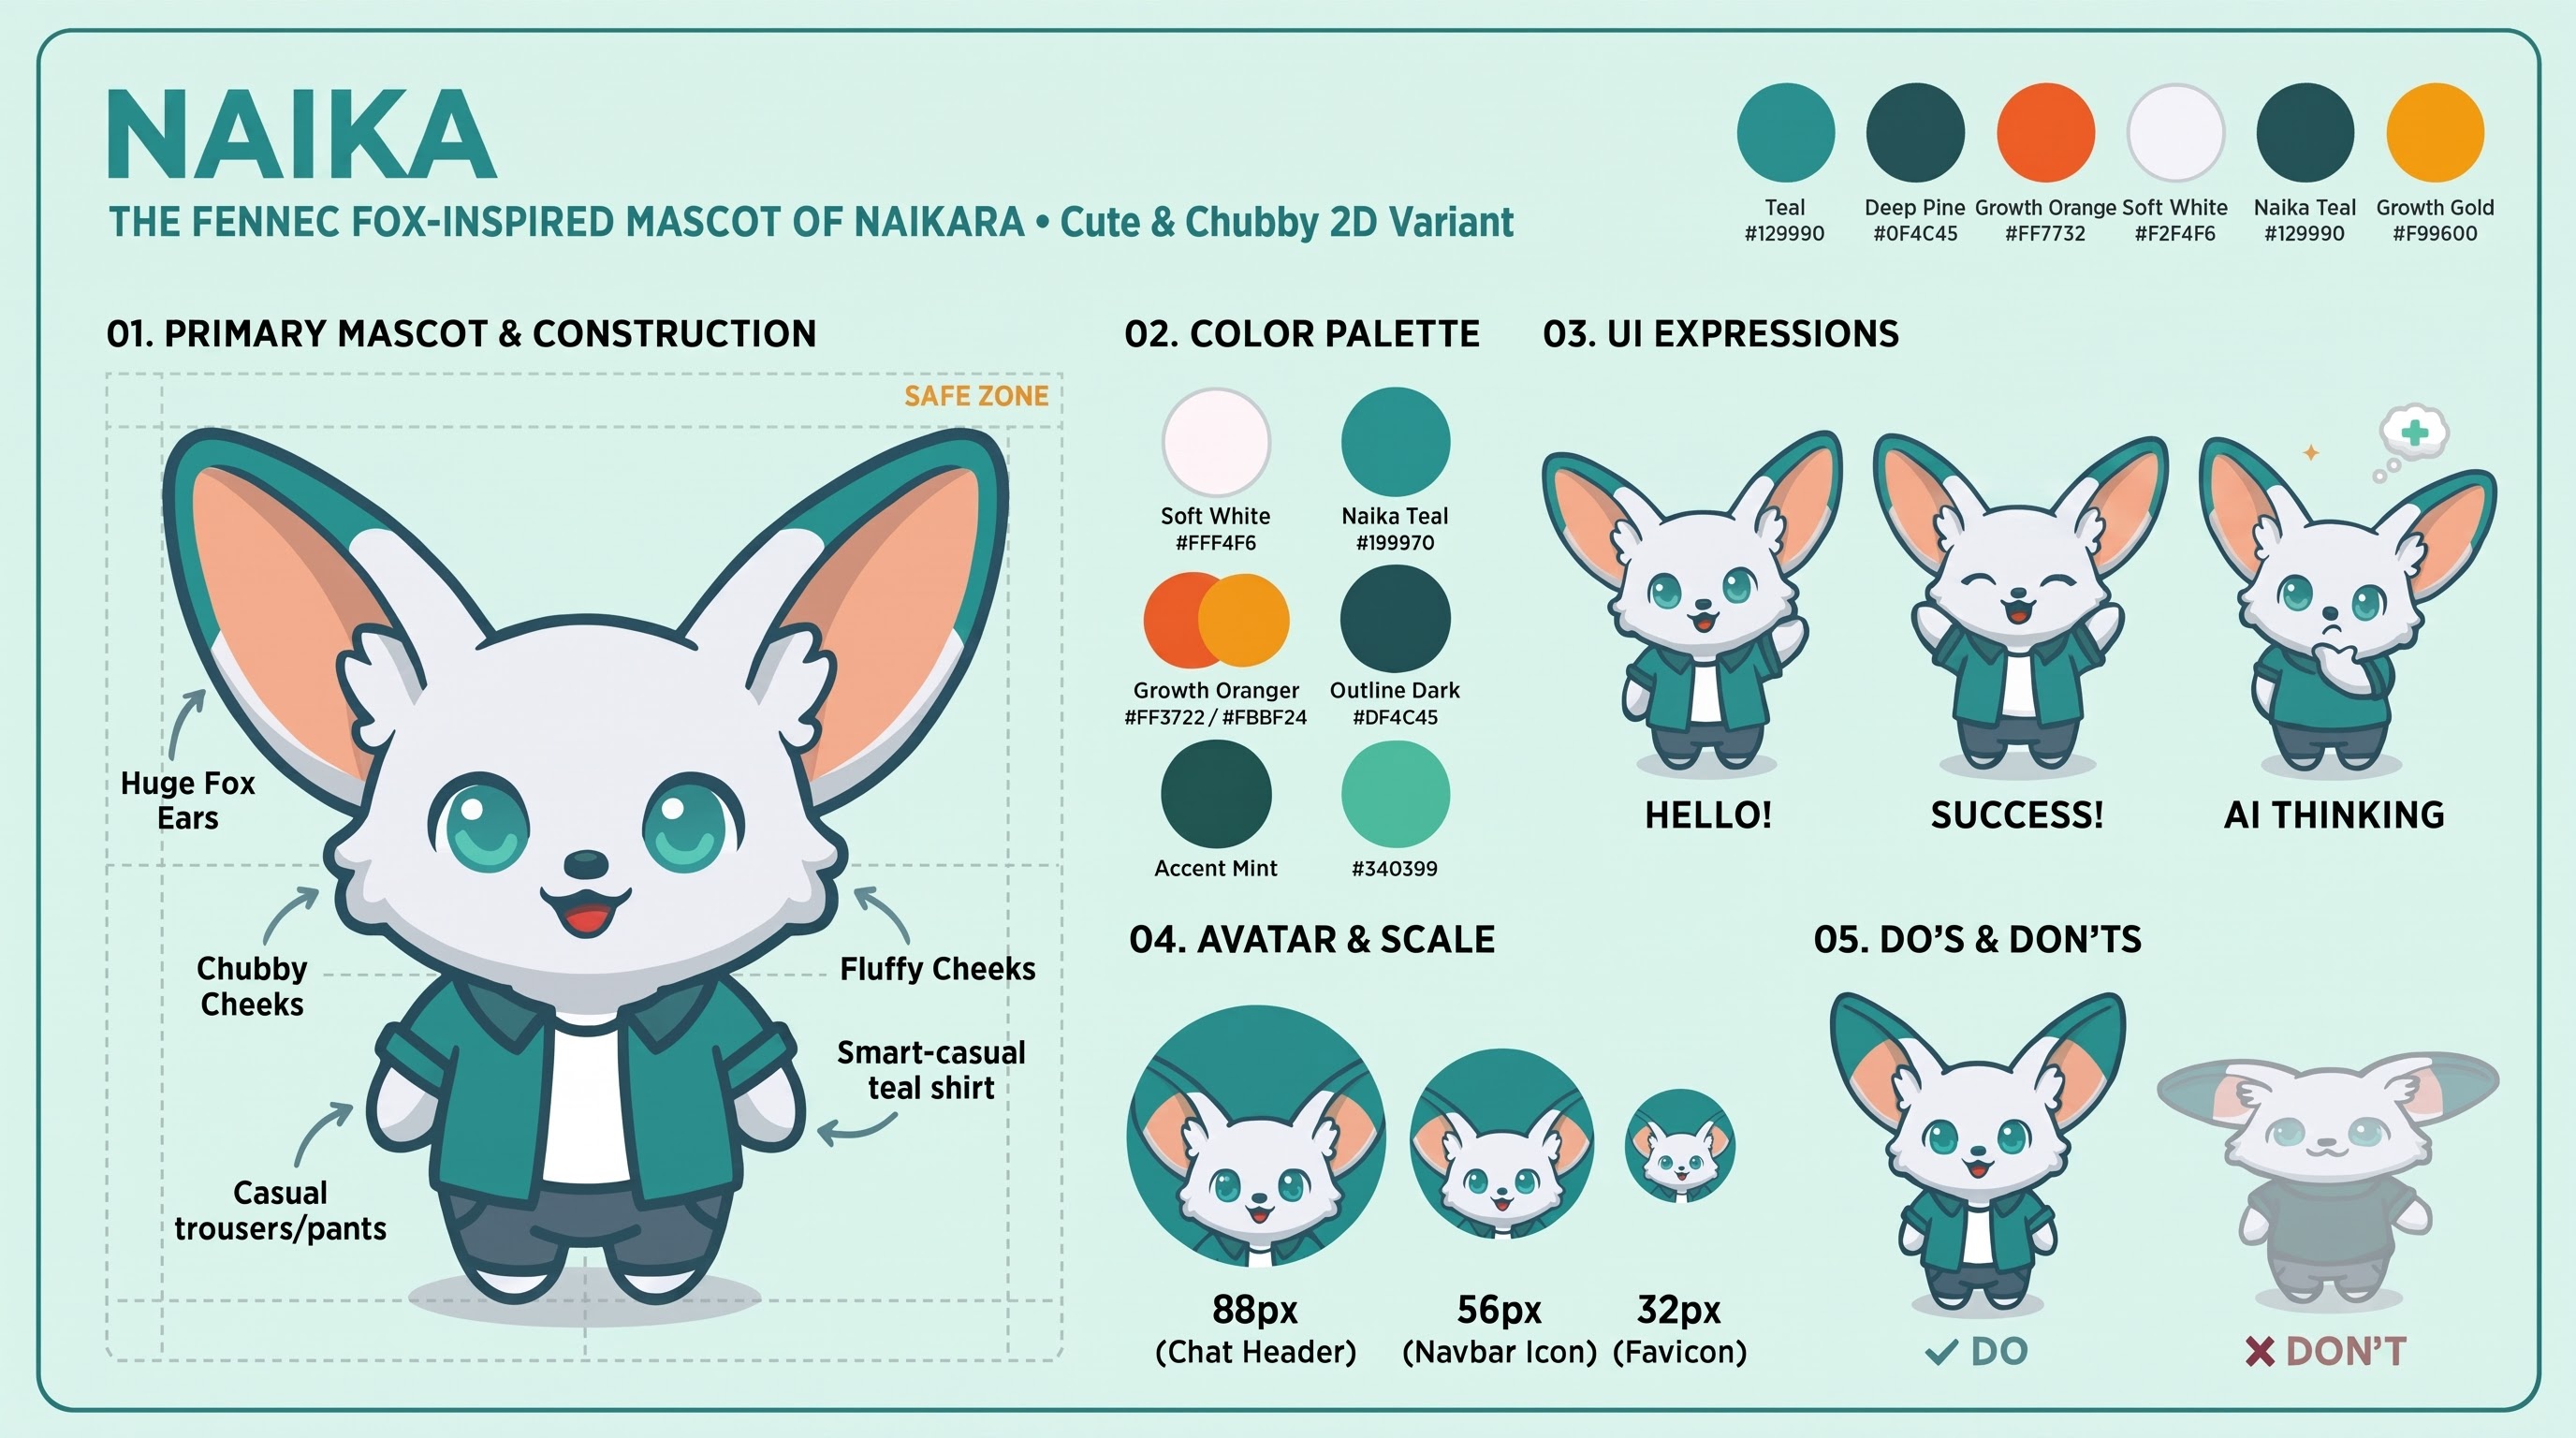 NAIKA
THE FENNEC FOX-INSPIRED MASCOT OF NAIKARA • Cute & Chubby 2D Variant
Teal
#129990
Deep Pine
#0F4C45
Growth Orange
#FF7732
Soft White
#F2F4F6
Naika Teal
#129990
Growth Gold
#F99600
01. PRIMARY MASCOT & CONSTRUCTION
SAFE ZONE
Huge Fox
Ears
Chubby
Cheeks
Fluffy Cheeks
Smart-casual
teal shirt
Casual
trousers/pants
02. COLOR PALETTE
Soft White
#FFF4F6
Naika Teal
#199970
Growth Oranger
#FF3722 / #FBBF24
Outline Dark
#DF4C45
Accent Mint
#340399
03. UI EXPRESSIONS
HELLO!
SUCCESS!
AI THINKING
04. AVATAR & SCALE
88px
(Chat Header)
56px
(Navbar Icon)
32px
(Favicon)
05. DO’S & DON’TS
DO
DON’T